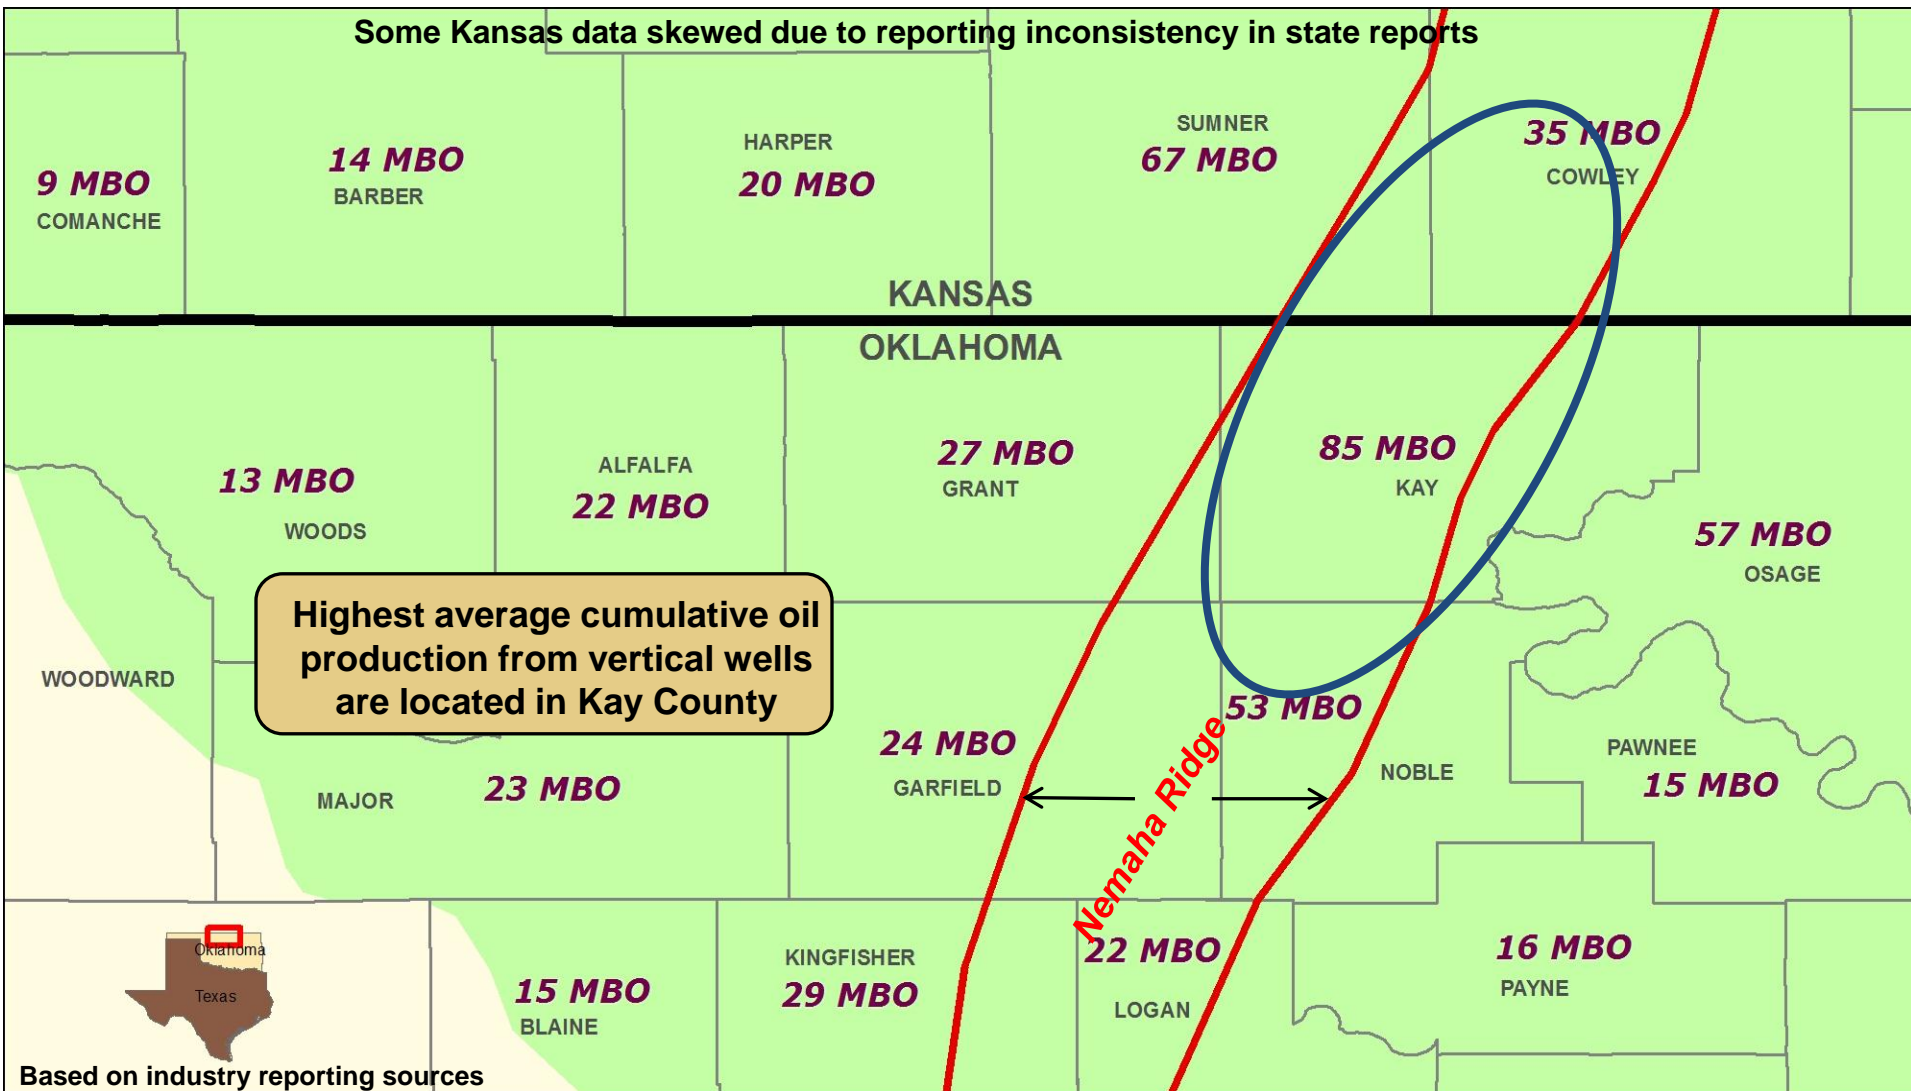 Some Kansas data skewed due to reporting inconsistency in state reports
9 MBO
COMANCHE
14 MBO
BARBER
HARPER
20 MBO
SUMNER
67 MBO
35 MBO
COWLEY
KANSAS
OKLAHOMA
13 MBO
WOODS
ALFALFA
22 MBO
27 MBO
GRANT
85 MBO
KAY
57 MBO
OSAGE
Highest average cumulative oil
production from vertical wells
are located in Kay County
WOODWARD
MAJOR
23 MBO
24 MBO
GARFIELD
Nemaha Ridge
53 MBO
NOBLE
PAWNEE
15 MBO
Oklahoma
Texas
15 MBO
BLAINE
KINGFISHER
29 MBO
22 MBO
LOGAN
16 MBO
PAYNE
Based on industry reporting sources